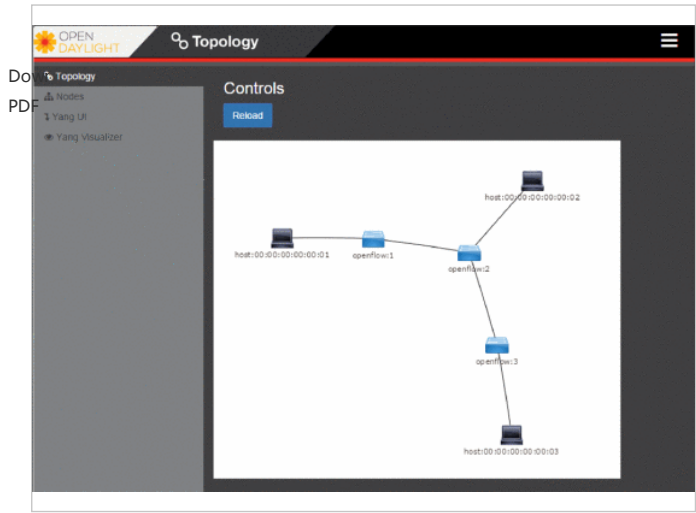 OPEN
DAYLIGHT
Topology
Topology
Nodes
Yang UI
Yang Visualizer
PDF
Controls
Reload
host:00:00:00:00:00:02
host:00:00:00:00:00:01
openflow:1
openflow:2
openflow:3
host:00:00:00:00:00:03